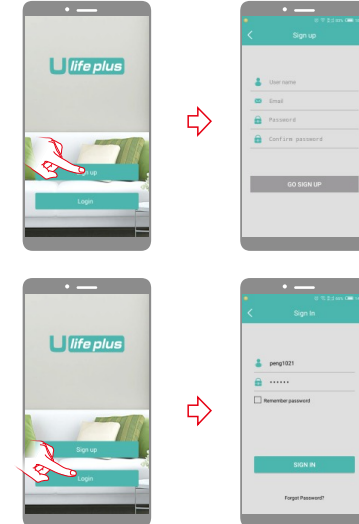 Sign up
U life plus
User name
Email
Password
Sign up
Confirm password
Login
GO SIGN UP
Sign In
U life plus
peng1021
Remember password
Sign up
SIGN IN
Login
Forgot Password?